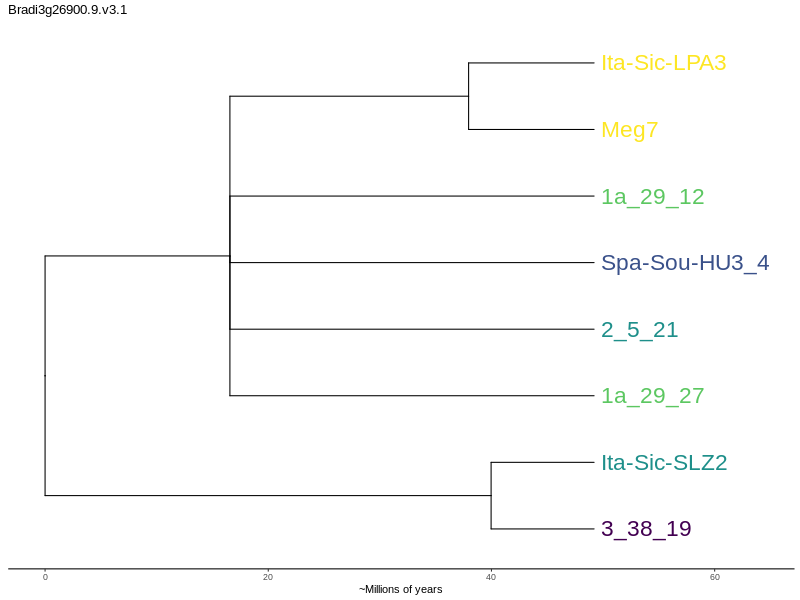 Bradi3g26900.9.v3.1
Ita-Sic-LPA3
Meg7
1a_29_12
Spa-Sou-HU3_4
2_5_21
1a_29_27
Ita-Sic-SLZ2
3_38_19
0 20 40 60
~Millions of years